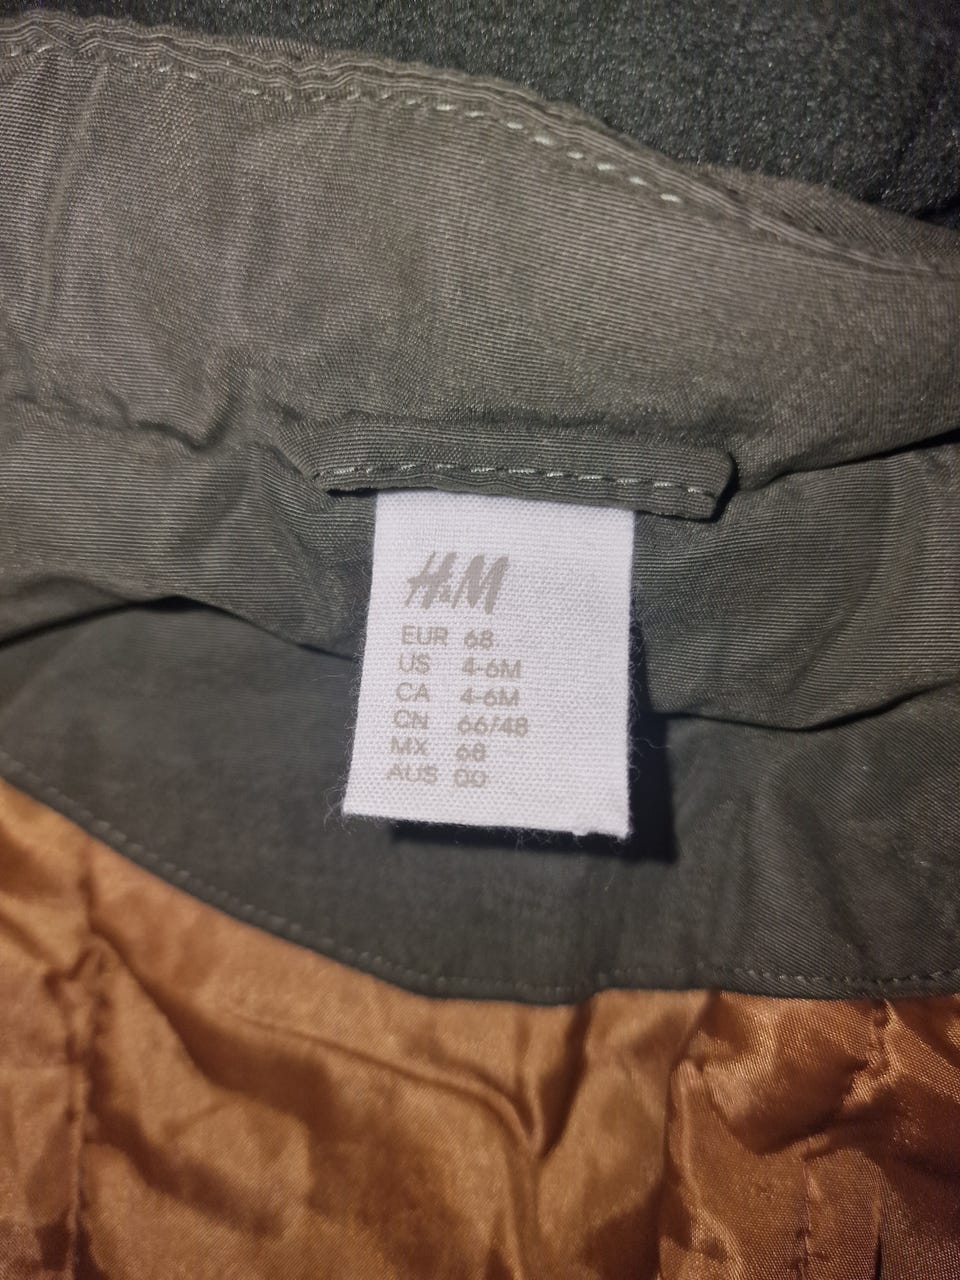 H&M
EUR 68
US 4-6M
CA 4-6M
CN 66/48
MX 68
AUS 00